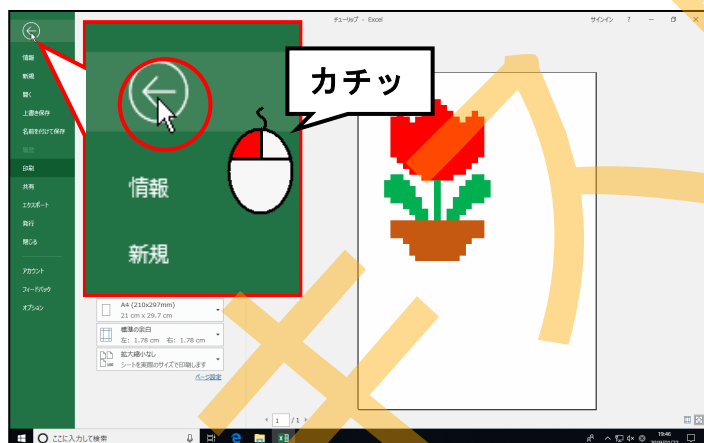 チューリップ - Excel
サインイン ?
情報
新規
開く
上書き保存
名前を付けて保存
履歴
印刷
共有
エクスポート
発行
閉じる
アカウント
フィードバック
オプション
情報
新規
カチッ
A4 (210x297mm)
21 cm x 29.7 cm
標準の余白
左: 1.78 cm 右: 1.78 cm
拡大縮小なし
シートを実際のサイズで印刷します
ページ設定
1 / 1
ここに入力して検索
19:46